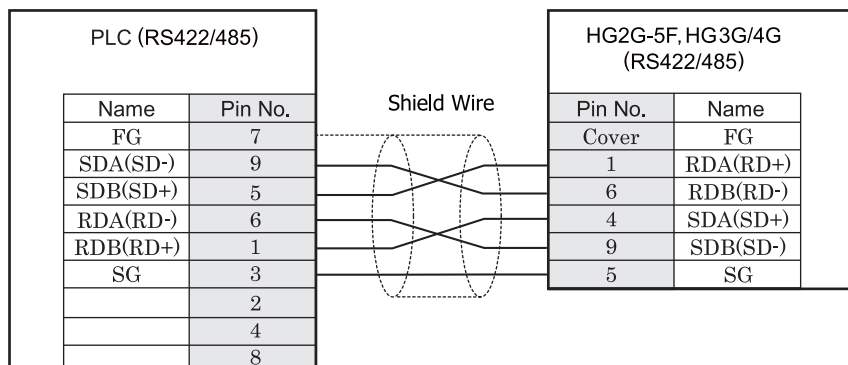 PLC (RS422/485)
Name Pin No.
FG 7
SDA(SD-) 9
SDB(SD+) 5
RDA(RD-) 6
RDB(RD+) 1
SG 3
2
4
8
Shield Wire
HG2G-5F, HG3G/4G
(RS422/485)
Pin No. Name
Cover FG
1 RDA(RD+)
6 RDB(RD-)
4 SDA(SD+)
9 SDB(SD-)
5 SG